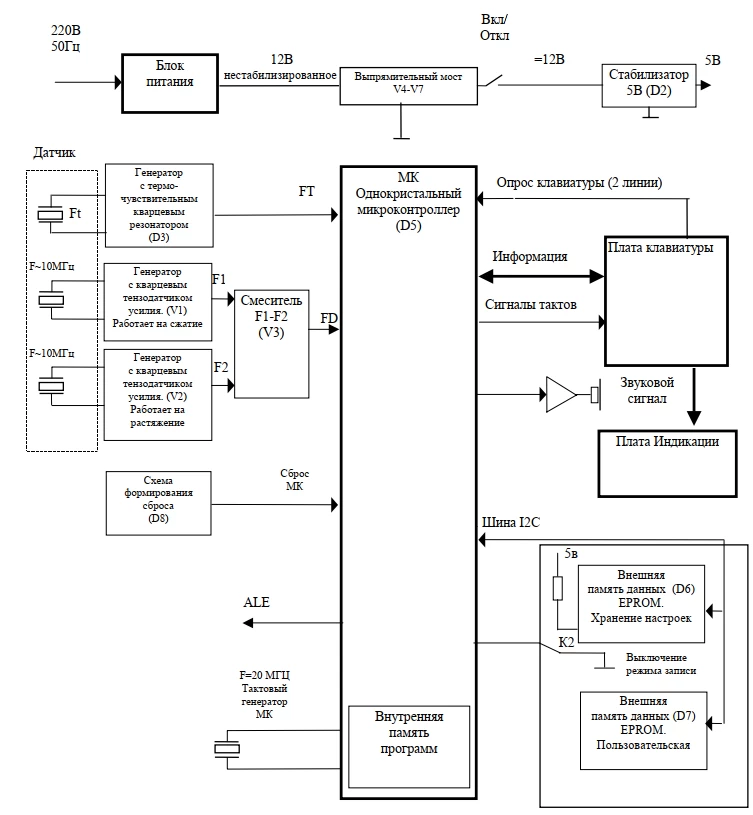 220В
50Гц
Блок
питания
12В
нестабилизированное
Выпрямительный мост
V4-V7
Вкл/
Откл
=12В
Стабилизатор
5В (D2)
5В
Датчик
Ft
Генератор
с термо-
чувствительным
кварцевым
резонатором
(D3)
FT
F~10МГц
Генератор
с кварцевым
тензодатчиком
усилия. (V1)
Работает на сжатие
F1
F~10МГц
Генератор
с кварцевым
тензодатчиком
усилия. (V2)
Работает на
растяжение
F2
Смеситель
F1-F2
(V3)
FD
МК
Однокристальный
микроконтроллер
(D5)
Опрос клавиатуры (2 линии)
Информация
Сигналы тактов
Плата клавиатуры
Звуковой
сигнал
Плата Индикации
Схема
формирования
сброса
(D8)
Сброс
МК
ALE
F=20 МГЦ
Тактовый
генератор
МК
Внутренняя
память
программ
Шина I2C
5в
Внешняя
память данных (D6)
EPROM.
Хранение настроек
К2
Выключение
режима записи
Внешняя
память данных (D7)
EPROM.
Пользовательская